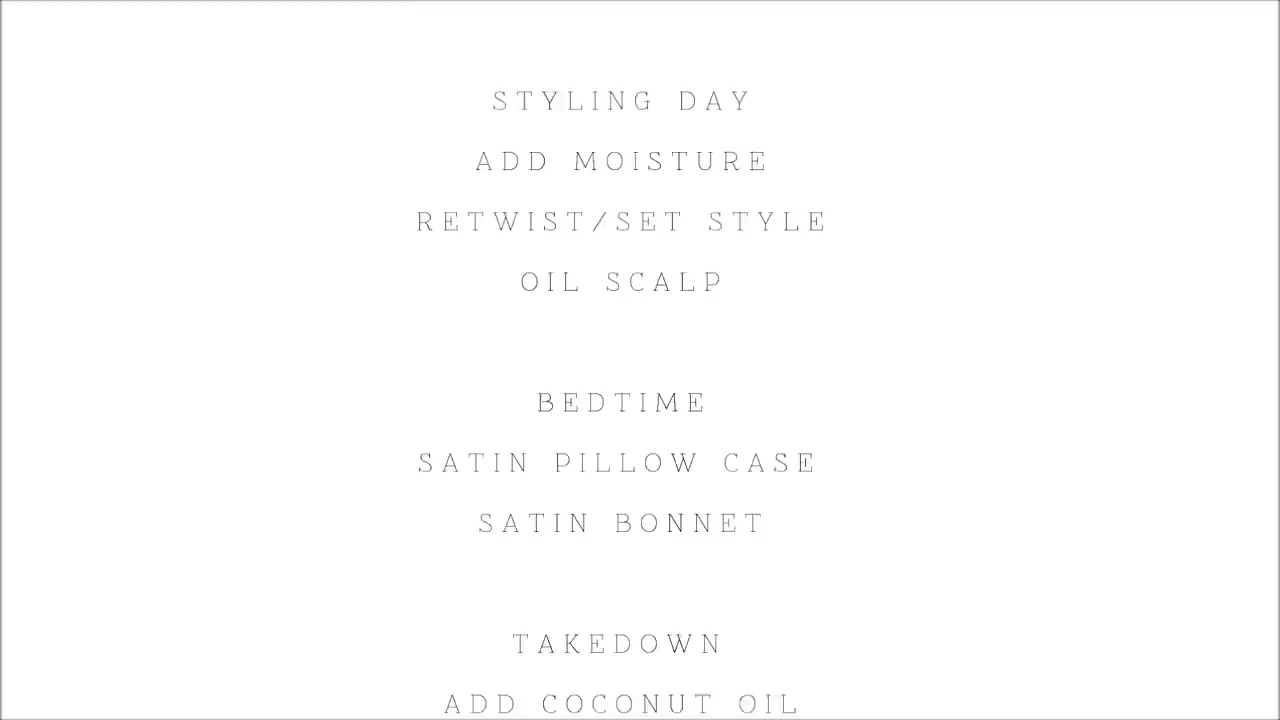 STYLING DAY
ADD MOISTURE
RETWIST/SET STYLE
OIL SCALP
BEDTIME
SATIN PILLOW CASE
SATIN BONNET
TAKEDOWN
ADD COCONUT OIL